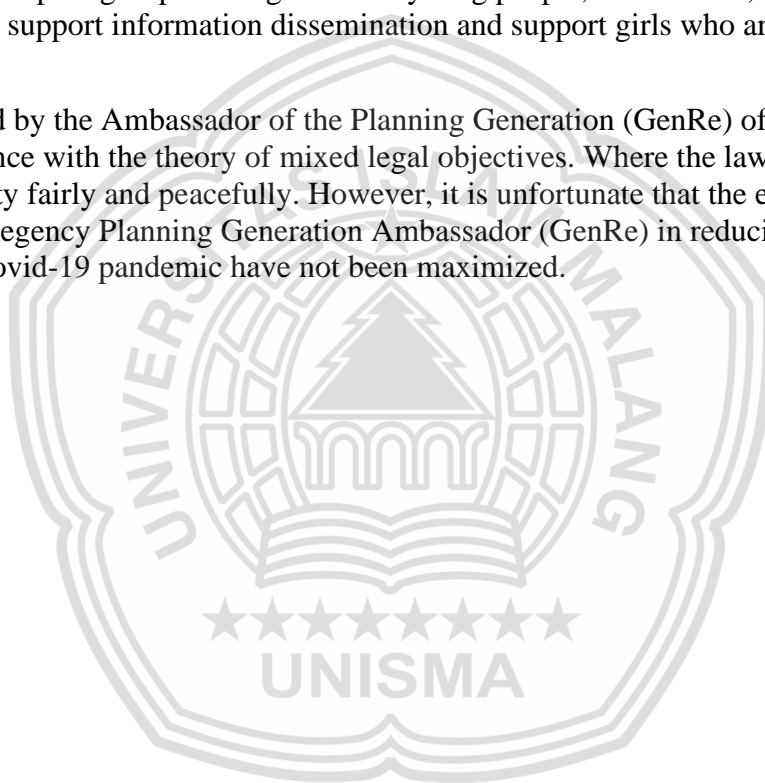 support information dissemination and support girls who ar
d by the Ambassador of the Planning Generation (GenRe) of
nce with the theory of mixed legal objectives. Where the law
ty fairly and peacefully. However, it is unfortunate that the e
egency Planning Generation Ambassador (GenRe) in reduci
ovid-19 pandemic have not been maximized.
UNIVERSITAS ISLAM MALANG
UNISMA